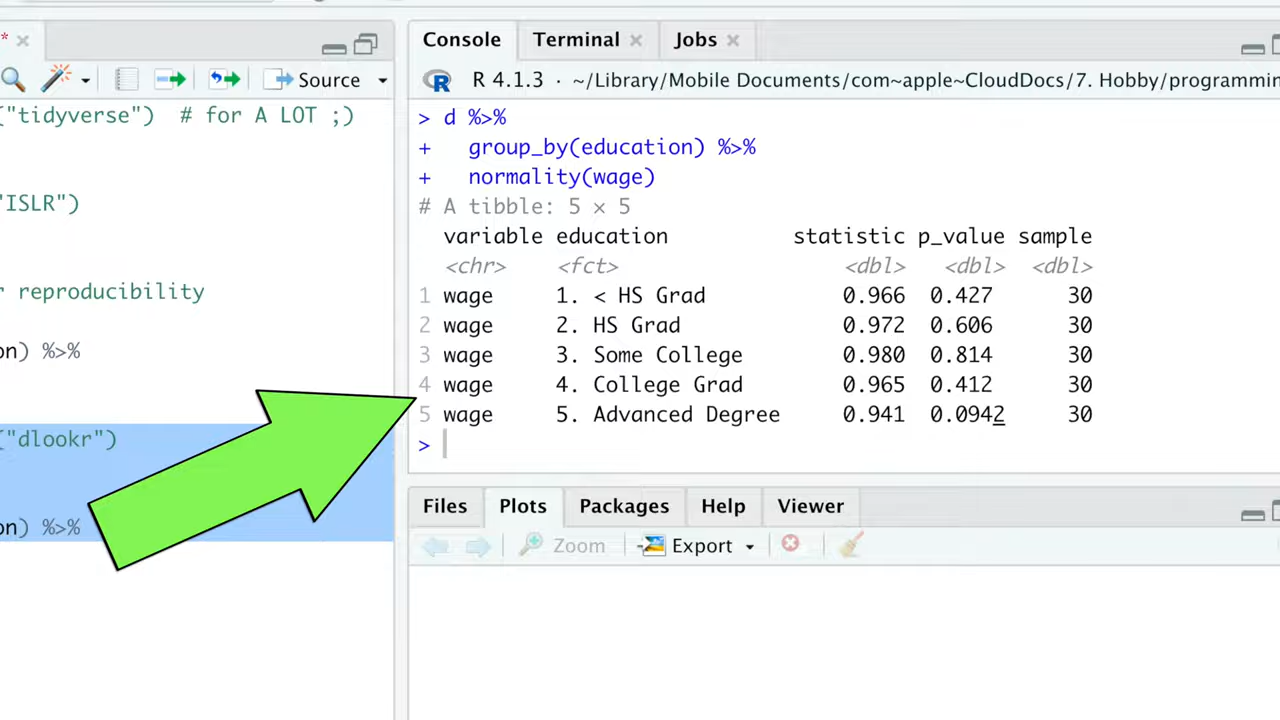 * ×
Source
("tidyverse") # for A LOT ;)
"ISLR")
r reproducibility
on) %>%
("dlookr")
on) %>%
Console Terminal × Jobs ×
R R 4.1.3 · ~/Library/Mobile Documents/com~apple~CloudDocs/7. Hobby/programmin
> d %>%
+ group_by(education) %>%
+ normality(wage)
# A tibble: 5 × 5
variable education statistic p_value sample
<chr> <fct> <dbl> <dbl> <dbl>
1 wage 1. < HS Grad 0.966 0.427 30
2 wage 2. HS Grad 0.972 0.606 30
3 wage 3. Some College 0.980 0.814 30
4 wage 4. College Grad 0.965 0.412 30
5 wage 5. Advanced Degree 0.941 0.0942 30
>
Files Plots Packages Help Viewer
Zoom Export